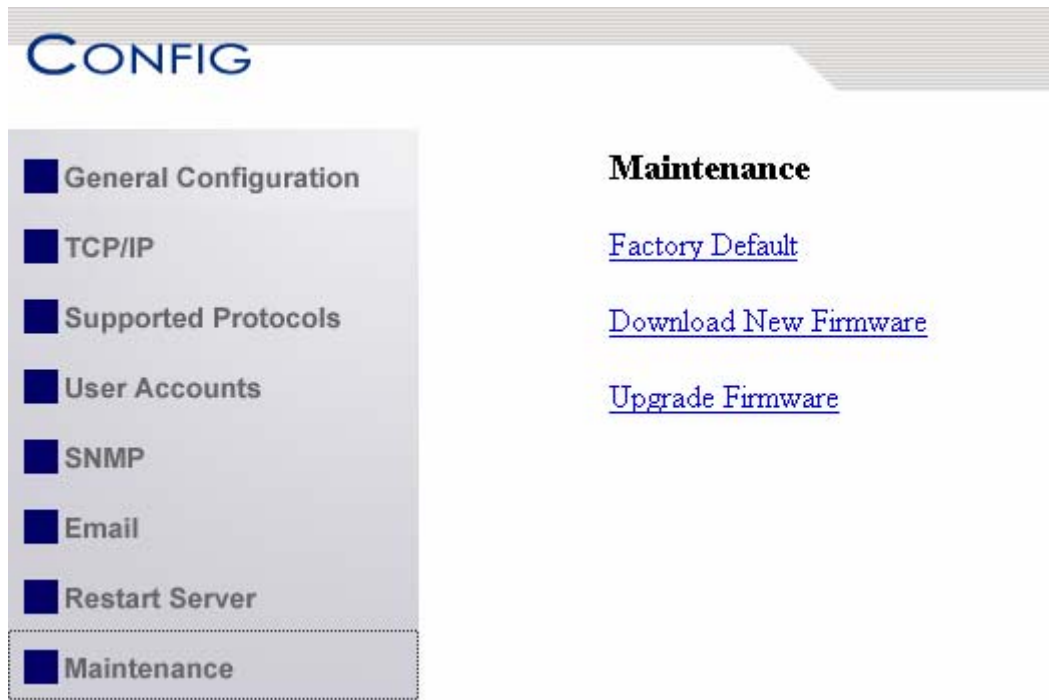 CONFIG
General Configuration
TCP/IP
Supported Protocols
User Accounts
SNMP
Email
Restart Server
Maintenance
Maintenance
Factory Default
Download New Firmware
Upgrade Firmware